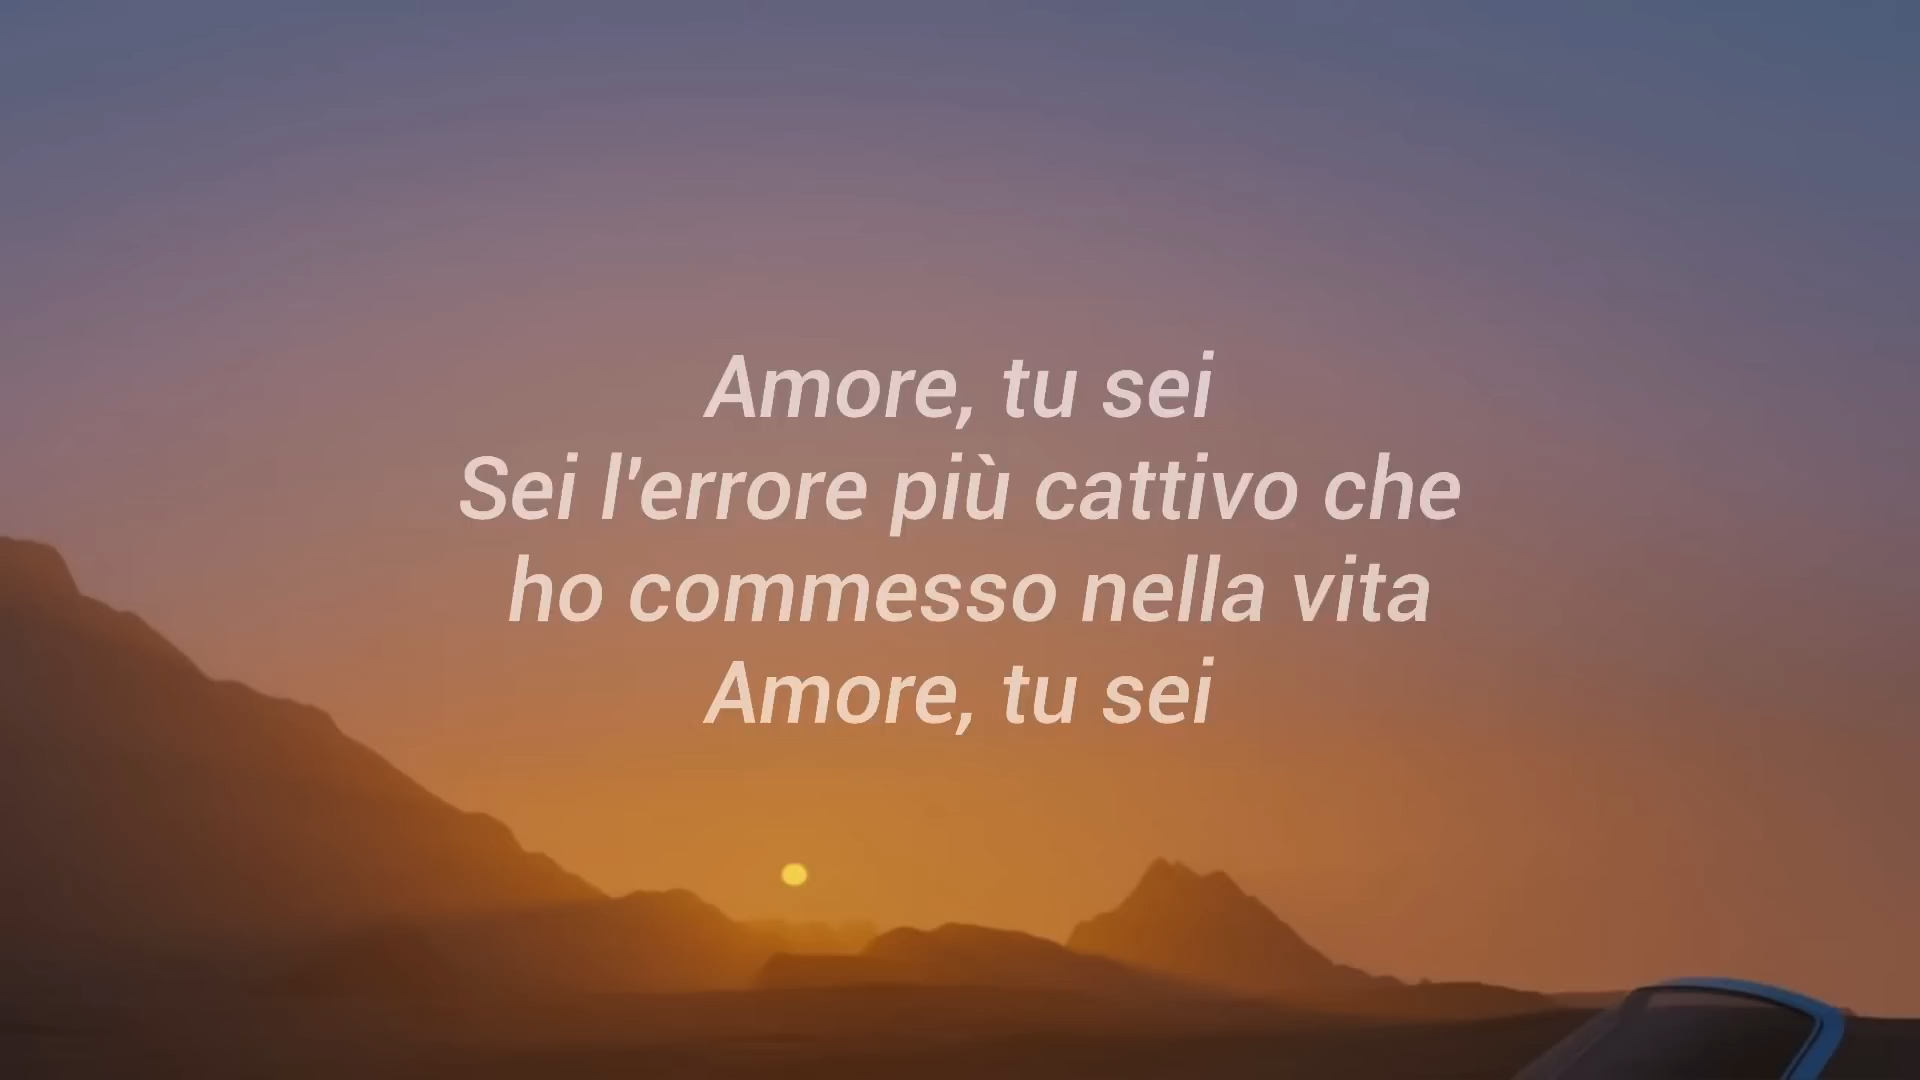 Amore, tu sei
Sei l'errore più cattivo che
ho commesso nella vita
Amore, tu sei